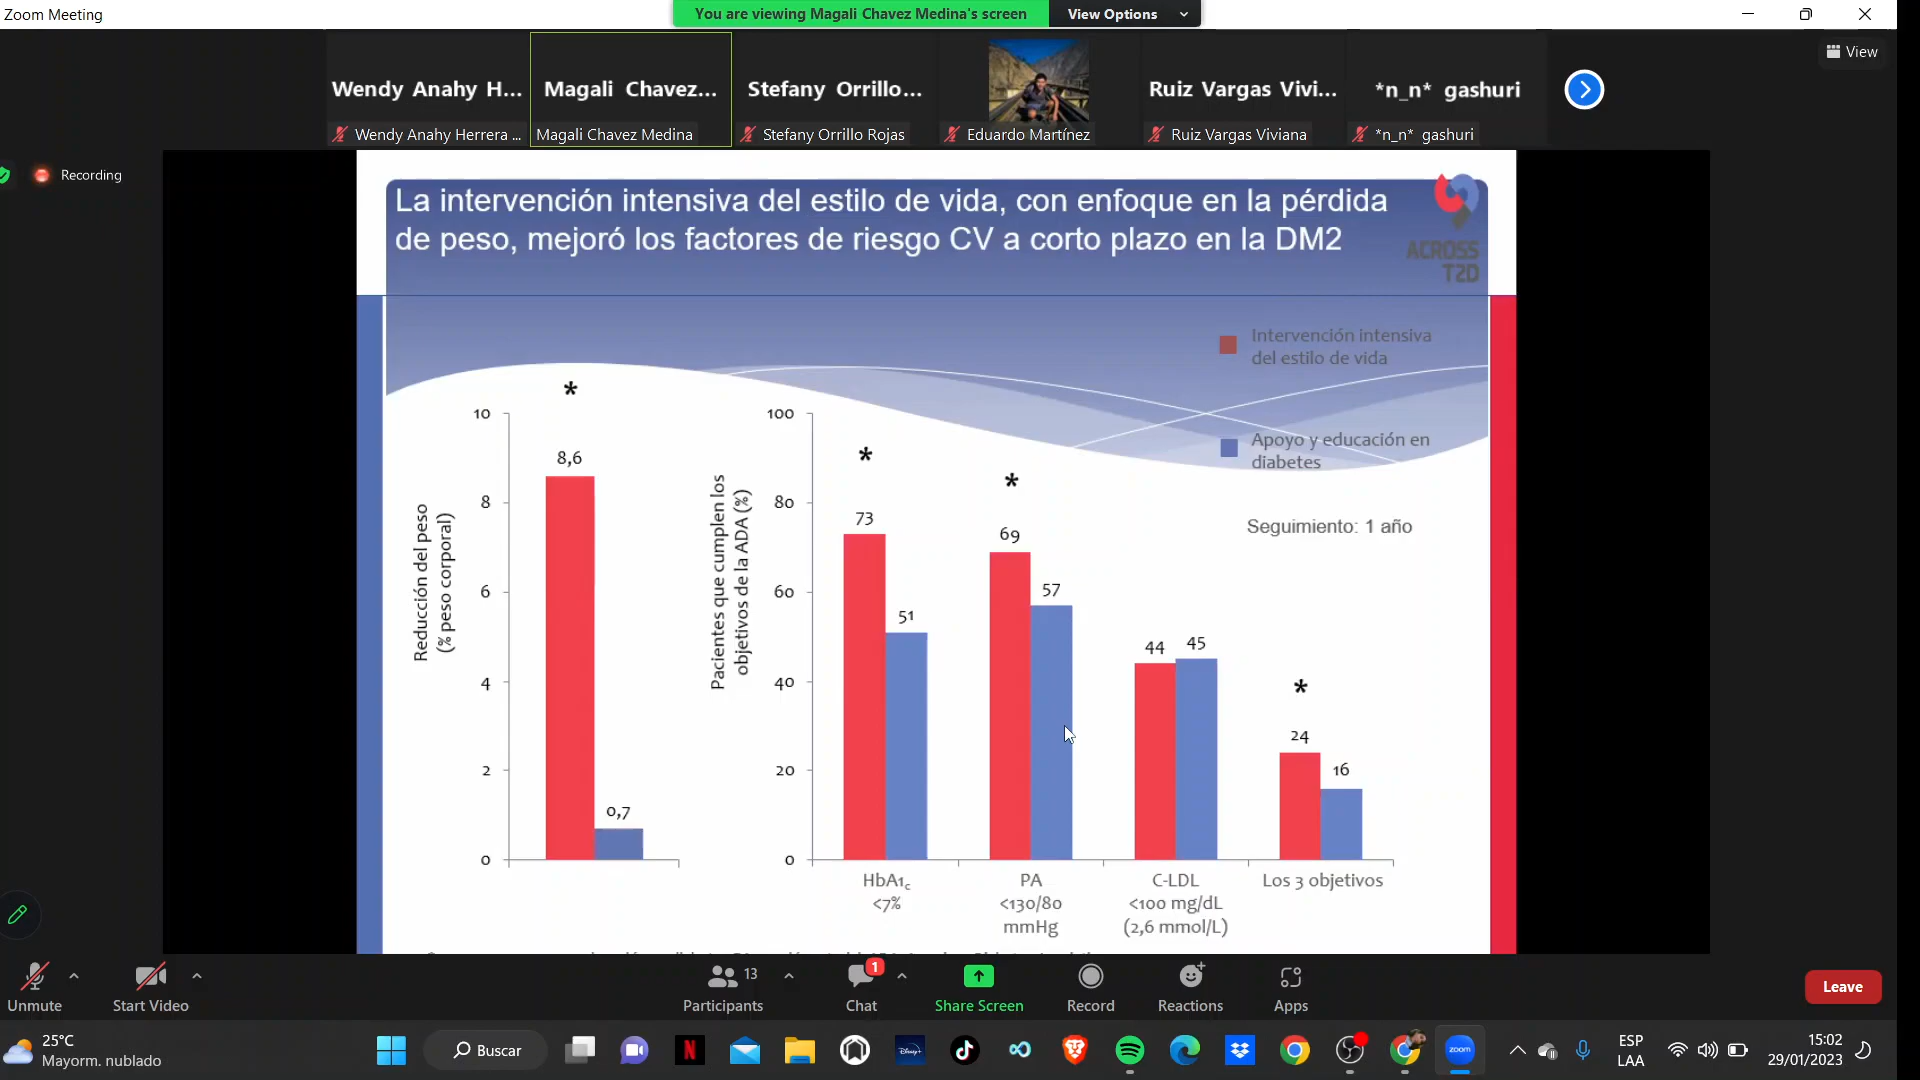 Zoom Meeting
You are viewing Magali Chavez Medina's screen
View Options
View
Wendy Anahy H...
Magali Chavez...
Stefany Orrillo...
Ruiz Vargas Vivi...
*n_n* gashuri
Wendy Anahy Herrera ...
Magali Chavez Medina
Stefany Orrillo Rojas
Eduardo Martínez
Ruiz Vargas Viviana
*n_n* gashuri
Recording
La intervención intensiva del estilo de vida, con enfoque en la pérdida
de peso, mejoró los factores de riesgo CV a corto plazo en la DM2
ACROSS
T2D
Intervención intensiva
del estilo de vida
Apoyo y educación en
diabetes
Seguimiento: 1 año
Reducción del peso
(% peso corporal)
10
8
6
4
2
0
*
8,6
0,7
Pacientes que cumplen los
objetivos de la ADA (%)
100
80
60
40
20
0
*
73
51
*
69
57
44
45
*
24
16
HbA1c
<7%
PA
<130/80
mmHg
C-LDL
<100 mg/dL
(2,6 mmol/L)
Los 3 objetivos
Unmute
Start Video
13
Participants
1
Chat
Share Screen
Record
Reactions
Apps
Leave
25°C
Mayorm. nublado
Buscar
N
Disney+
zoom
ESP
LAA
15:02
29/01/2023